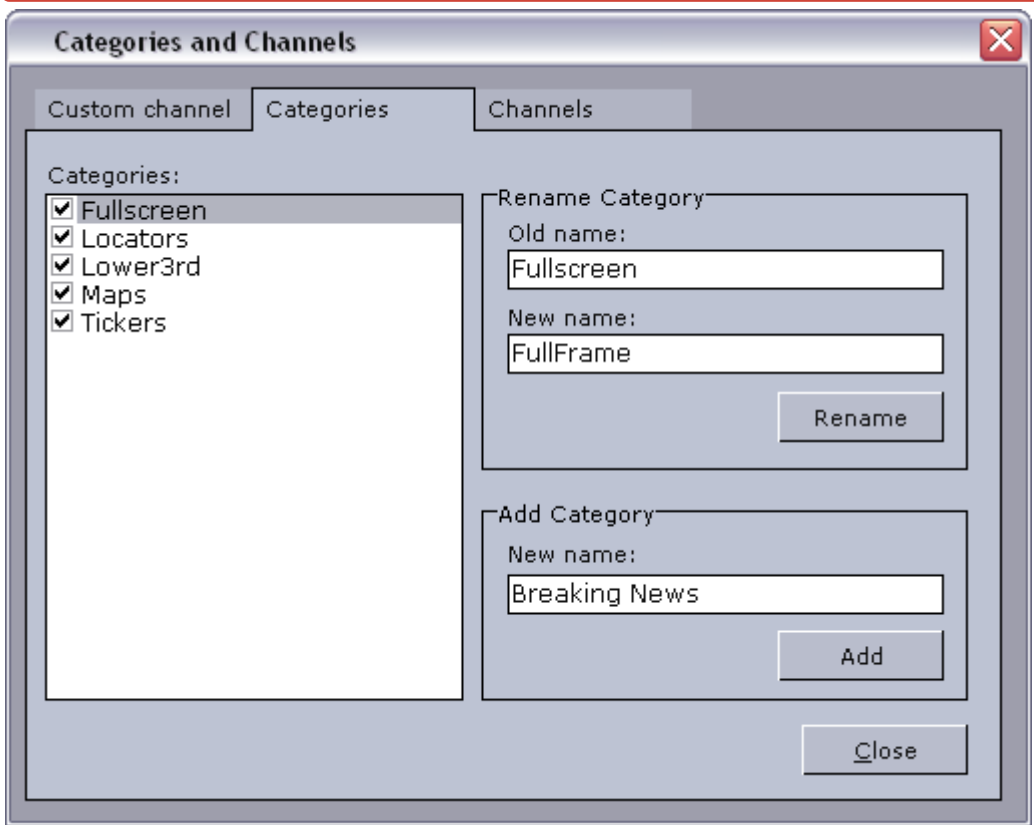 Categories and Channels
Custom channel
Categories
Channels
Categories:
Fullscreen
Locators
Lower3rd
Maps
Tickers
Rename Category
Old name:
Fullscreen
New name:
FullFrame
Rename
Add Category
New name:
Breaking News
Add
Close